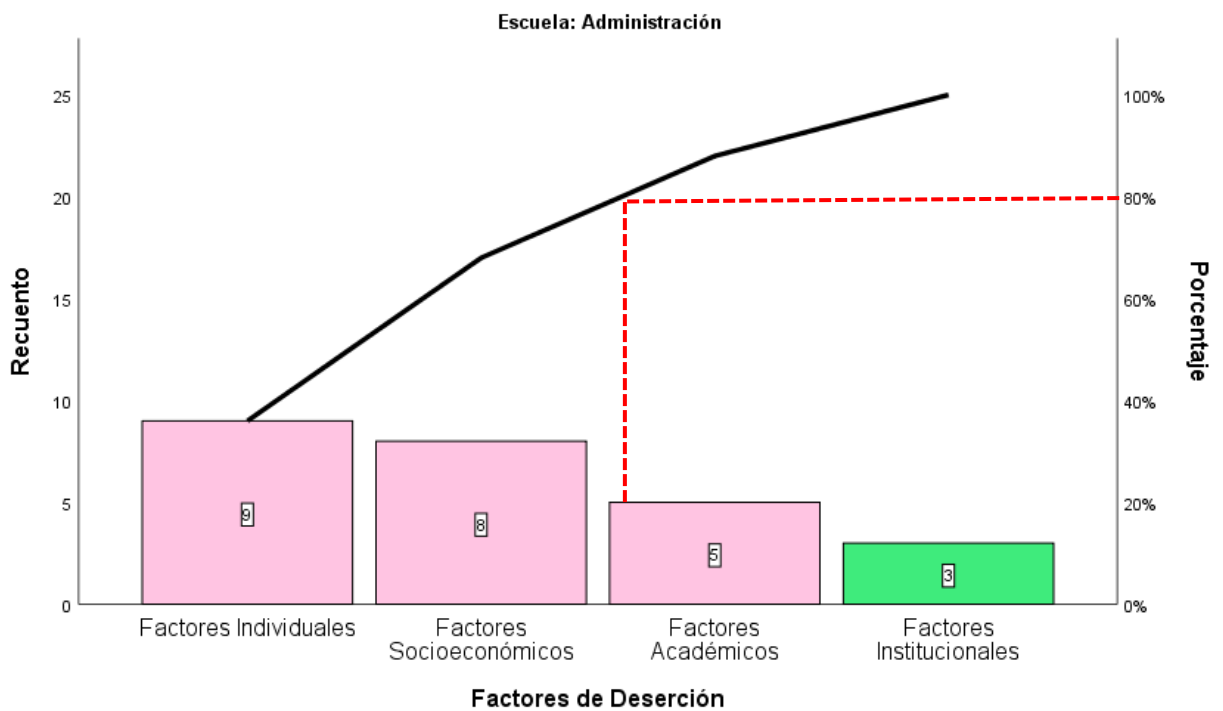 Escuela: Administración
Recuento
25
20
15
10
5
0
100%
80%
60%
40%
20%
0%
Porcentaje
9
8
5
3
Factores Individuales
Factores
Socioeconómicos
Factores
Académicos
Factores
Institucionales
Factores de Deserción